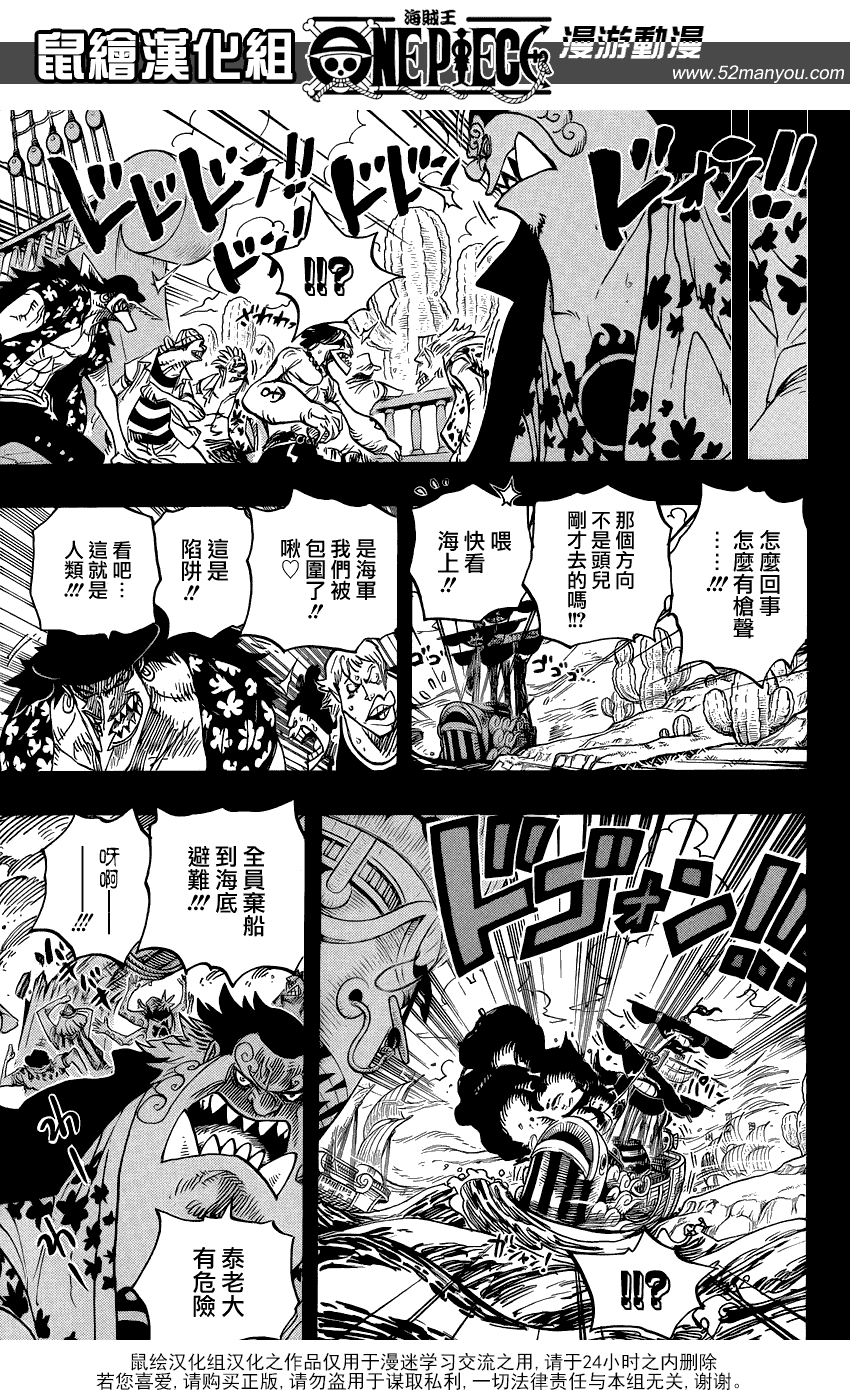 鼠繪漢化組
海賊王
ONE PIECE
漫游動漫
www.52manyou.com
ドォン!!
ドドン
ドドドドン!!
ドォン
!!?
怎麼回事
怎麼有槍聲
……!!!
那個方向
不是頭兒
剛才去的嗎!!?
喂
快看
海上!!
ゴゴゴ…
是海軍
我們被
包圍了!!
啾♡
這是
陷阱!!
看吧…
這就是
人類!!!
ドゴォン!!!
!!?
全員棄船
到海底
避難!!!
——呀啊——!!!
泰老大
有危險
鼠绘汉化组汉化之作品仅用于漫迷学习交流之用, 请于24小时之内删除
若您喜爱, 请购买正版, 请勿用于谋取私利, 一切法律责任与本组无关, 谢谢。